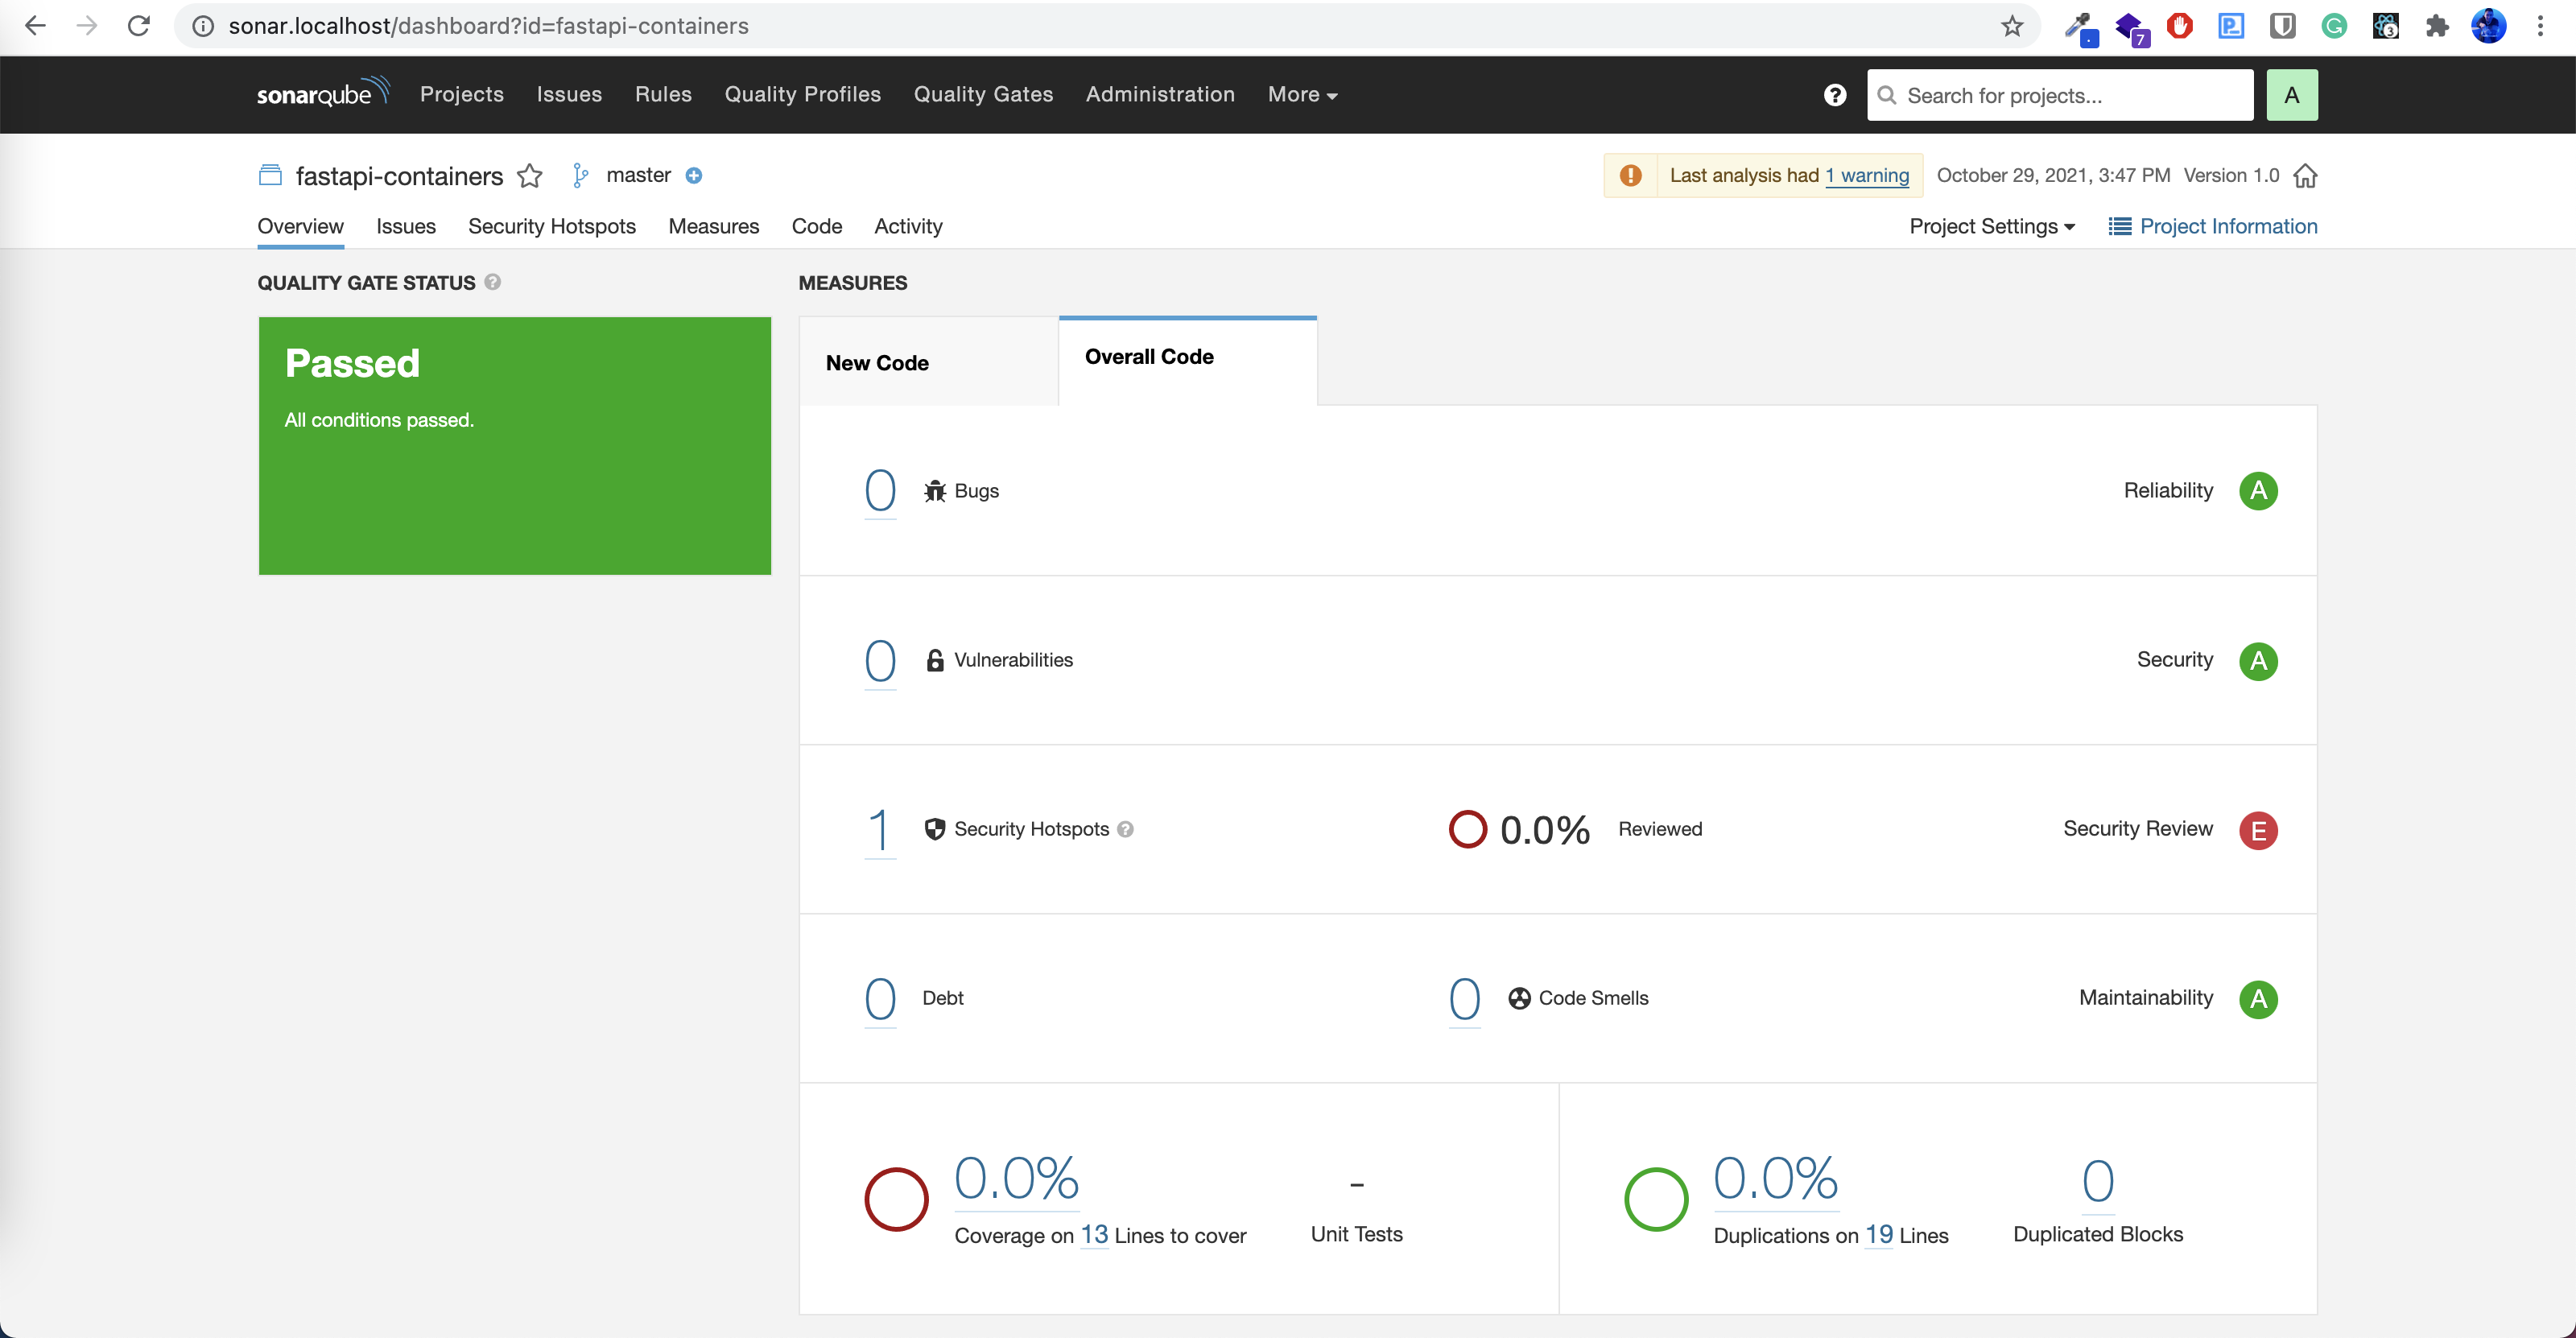 sonar.localhost/dashboard?id=fastapi-containers
7
3
sonarqube Projects Issues Rules Quality Profiles Quality Gates Administration More
? Search for projects... A
fastapi-containers master
! Last analysis had 1 warning October 29, 2021, 3:47 PM Version 1.0
Overview Issues Security Hotspots Measures Code Activity
Project Settings Project Information
QUALITY GATE STATUS ?
MEASURES
Passed
All conditions passed.
New Code
Overall Code
0 Bugs Reliability A
0 Vulnerabilities Security A
1 Security Hotspots ? 0.0% Reviewed Security Review E
0 Debt 0 Code Smells Maintainability A
0.0% - 0.0% 0
Coverage on 13 Lines to cover Unit Tests Duplications on 19 Lines Duplicated Blocks